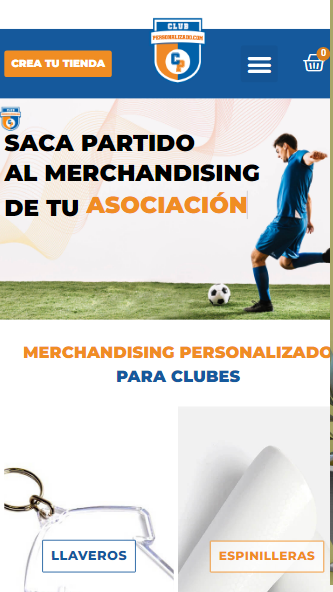 CLUB
PERSONALIZADO.COM
CP
CREA TU TIENDA
0
SACA PARTIDO
AL MERCHANDISING
DE TU ASOCIACIÓN
MERCHANDISING PERSONALIZADO
PARA CLUBES
LLAVEROS
ESPINILLERAS